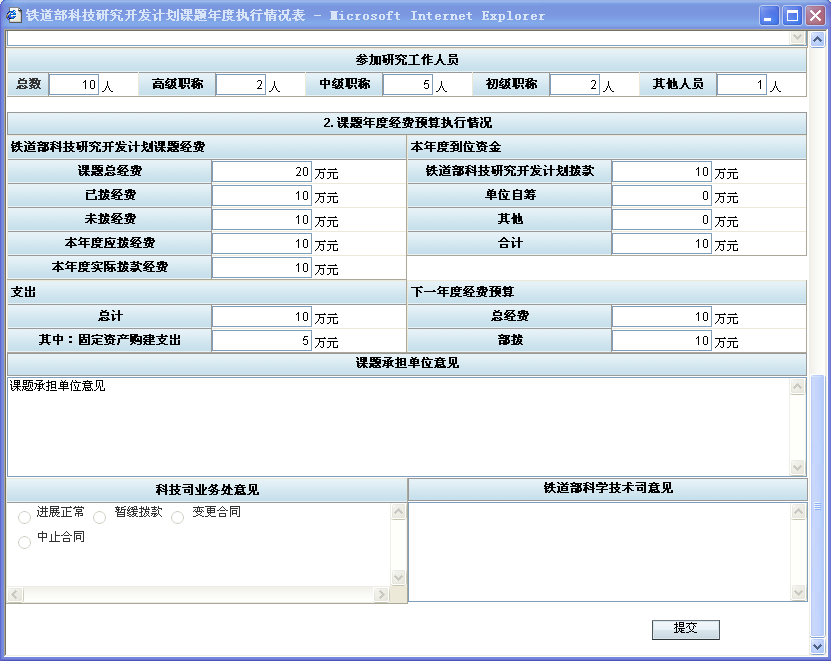 铁道部科技研究开发计划课题年度执行情况表 - Microsoft Internet Explorer
参加研究工作人员
总数 10 人 高级职称 2 人 中级职称 5 人 初级职称 2 人 其他人员 1 人
2.课题年度经费预算执行情况
铁道部科技研究开发计划课题经费 本年度到位资金
课题总经费 20 万元 铁道部科技研究开发计划拨款 10 万元
已拨经费 10 万元 单位自筹 0 万元
未拨经费 10 万元 其他 0 万元
本年度应拨经费 10 万元 合计 10 万元
本年度实际拨款经费 10 万元
支出 下一年度经费预算
总计 10 万元 总经费 10 万元
其中：固定资产购建支出 5 万元 部拨 10 万元
课题承担单位意见
课题承担单位意见
科技司业务处意见 铁道部科学技术司意见
进展正常 暂缓拨款 变更合同
中止合同
提交